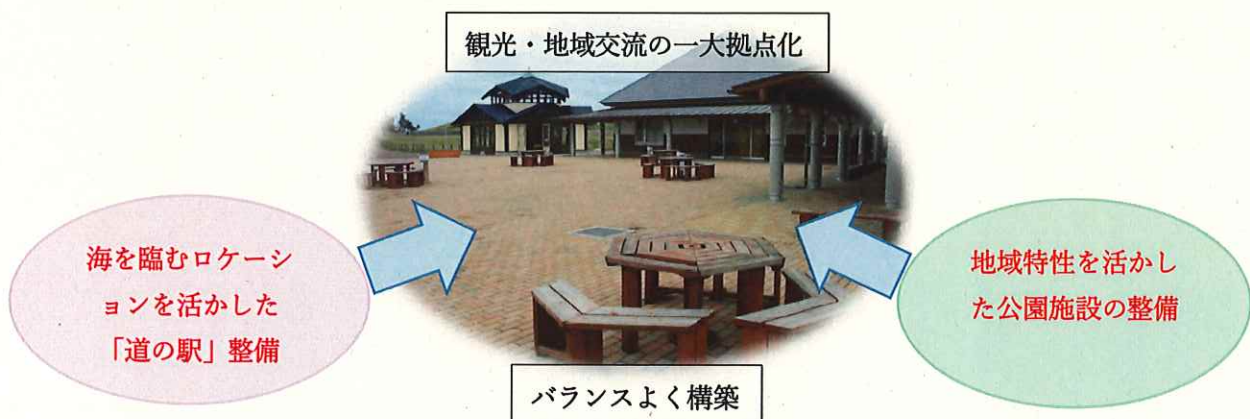 観光・地域交流の一大拠点化
海を臨むロケーシ
ョンを活かした
「道の駅」整備
地域特性を活かし
た公園施設の整備
バランスよく構築